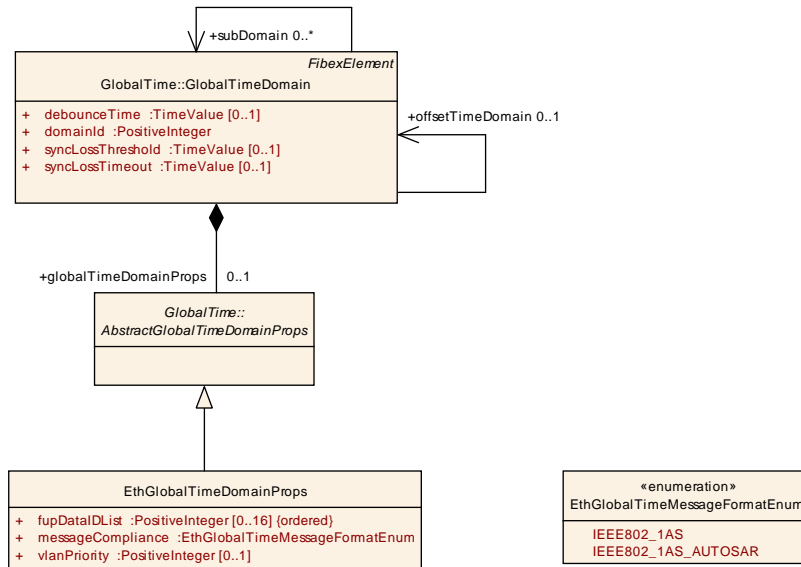 +subDomain 0..*
FibexElement
GlobalTime::GlobalTimeDomain
+ debounceTime :TimeValue [0..1]
+ domainId :PositiveInteger
+ syncLossThreshold :TimeValue [0..1]
+ syncLossTimeout :TimeValue [0..1]
+offsetTimeDomain 0..1
+globalTimeDomainProps 0..1
GlobalTime::
AbstractGlobalTimeDomainProps
EthGlobalTimeDomainProps
+ fupDataIDList :PositiveInteger [0..16] {ordered}
+ messageCompliance :EthGlobalTimeMessageFormatEnum
+ vlanPriority :PositiveInteger [0..1]
«enumeration»
EthGlobalTimeMessageFormatEnum
IEEE802_1AS
IEEE802_1AS_AUTOSAR